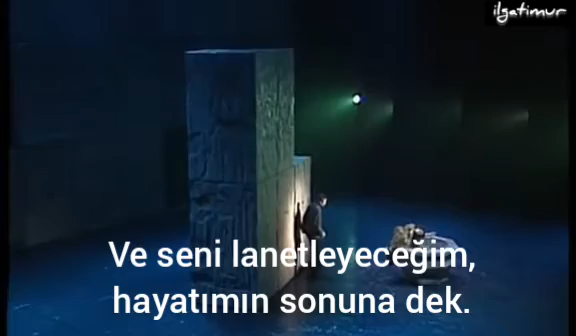 ilgatimur
Ve seni lanetleyeceğim,
hayatımın sonuna dek.